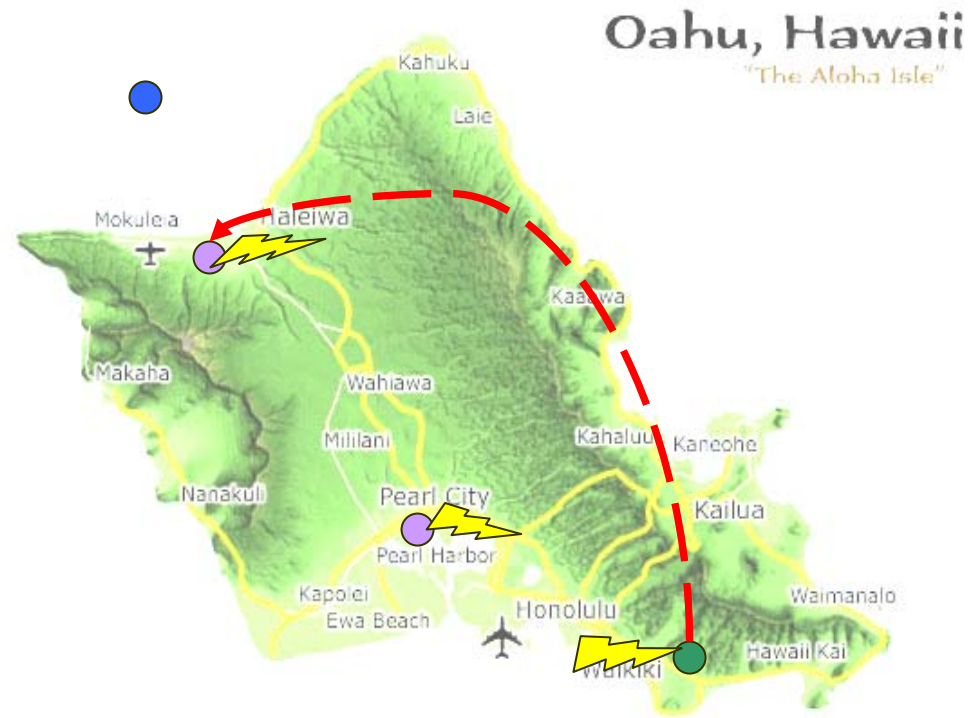 Oahu, Hawaii
"The Aloha Isle"
Kahuku
Laie
Mokuleia
Haleiwa
Kaaawa
Makaha
Wahiawa
Mililani
Kahaluu
Kaneohe
Nanakuli
Pearl City
Kailua
Pearl Harbor
Kapolei
Waimanalo
Ewa Beach
Honolulu
Hawaii Kai
Waikiki